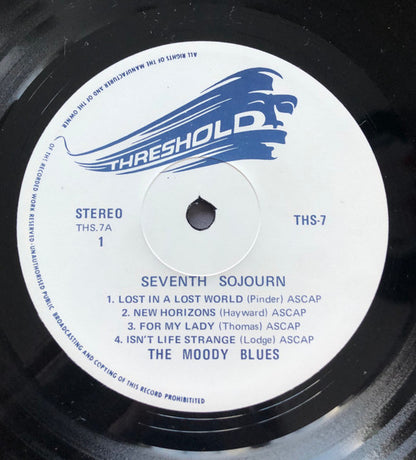 ALL RIGHTS OF THE MANUFACTURER AND OF THE OWNER
OF THE RECORDED WORK RESERVED·UNAUTHORISED PUBLIC
BROADCASTING AND COPYING OF THIS RECORD PROHIBITITED
THRESHOLD
STEREO
THS.7A
1
THS-7
SEVENTH SOJOURN
1. LOST IN A LOST WORLD (Pinder) ASCAP
2. NEW HORIZONS (Hayward) ASCAP
3. FOR MY LADY (Thomas) ASCAP
4. ISN'T LIFE STRANGE (Lodge) ASCAP
THE MOODY BLUES